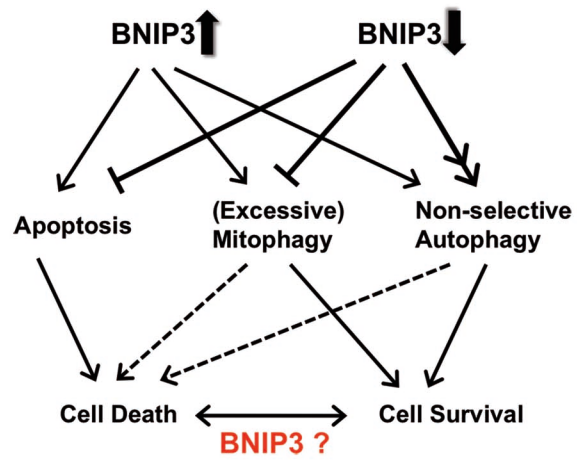 BNIP3 BNIP3
Apoptosis
(Excessive)
Mitophagy
Non-selective
Autophagy
Cell Death
Cell Survival
BNIP3 ?